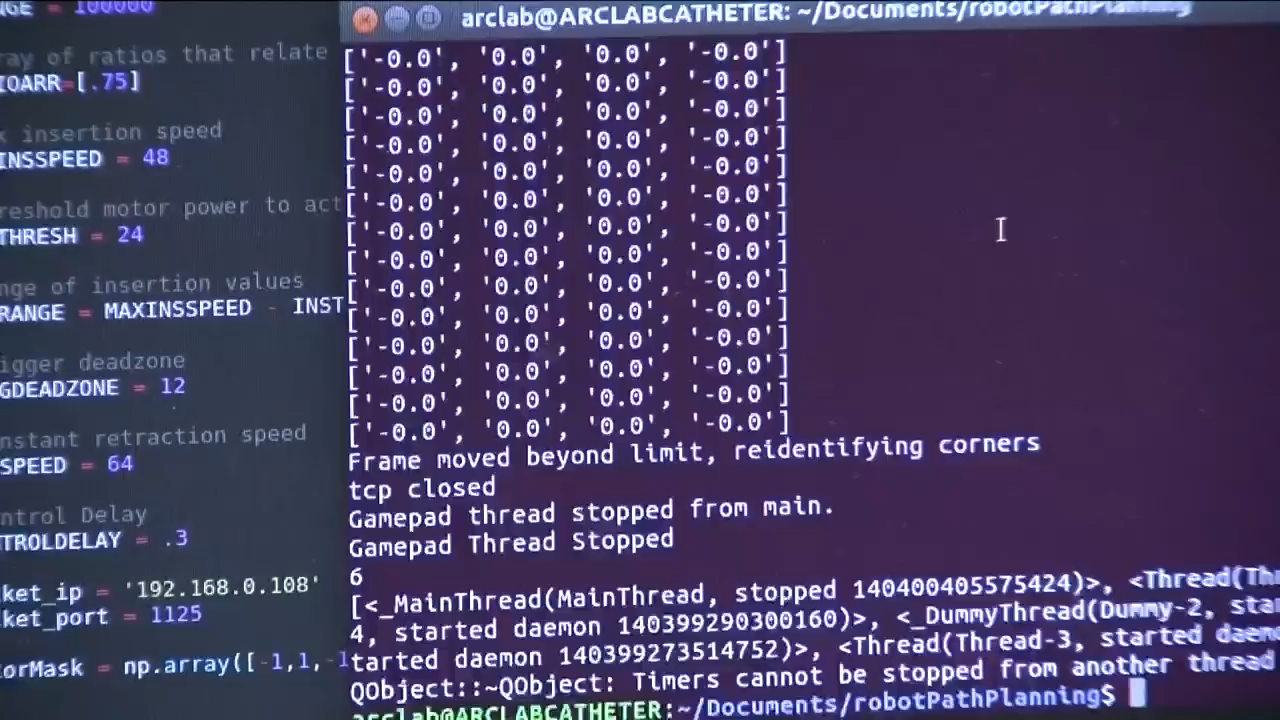 = 100000
ray of ratios that relate
IOARR=[.75]
k insertion speed
INSSPEED = 48
reshold motor power to act
THRESH = 24
nge of insertion values
RANGE = MAXINSSPEED - INST
igger deadzone
GDEADZONE = 12
nstant retraction speed
SPEED = 64
ntrol Delay
TROLDELAY = .3
ket_ip = '192.168.0.108'
ket_port = 1125
torMask = np.array([-1,1,-1
arclab@ARCLABCATHETER: ~/Documents/robotPathPlanning
['-0.0', '0.0', '0.0', '-0.0']
['-0.0', '0.0', '0.0', '-0.0']
['-0.0', '0.0', '0.0', '-0.0']
['-0.0', '0.0', '0.0', '-0.0']
['-0.0', '0.0', '0.0', '-0.0']
['-0.0', '0.0', '0.0', '-0.0']
['-0.0', '0.0', '0.0', '-0.0']
['-0.0', '0.0', '0.0', '-0.0']
['-0.0', '0.0', '0.0', '-0.0']
['-0.0', '0.0', '0.0', '-0.0']
['-0.0', '0.0', '0.0', '-0.0']
['-0.0', '0.0', '0.0', '-0.0']
['-0.0', '0.0', '0.0', '-0.0']
['-0.0', '0.0', '0.0', '-0.0']
Frame moved beyond limit, reidentifying corners
tcp closed
Gamepad thread stopped from main.
Gamepad Thread Stopped
6
[<_MainThread(MainThread, stopped 140400405575424)>, <Thread(Thr
4, started daemon 140399290300160)>, <_DummyThread(Dummy-2, star
tarted daemon 140399273514752)>, <Thread(Thread-3, started daemo
QObject::~QObject: Timers cannot be stopped from another thread
arclab@ARCLABCATHETER:~/Documents/robotPathPlanning$